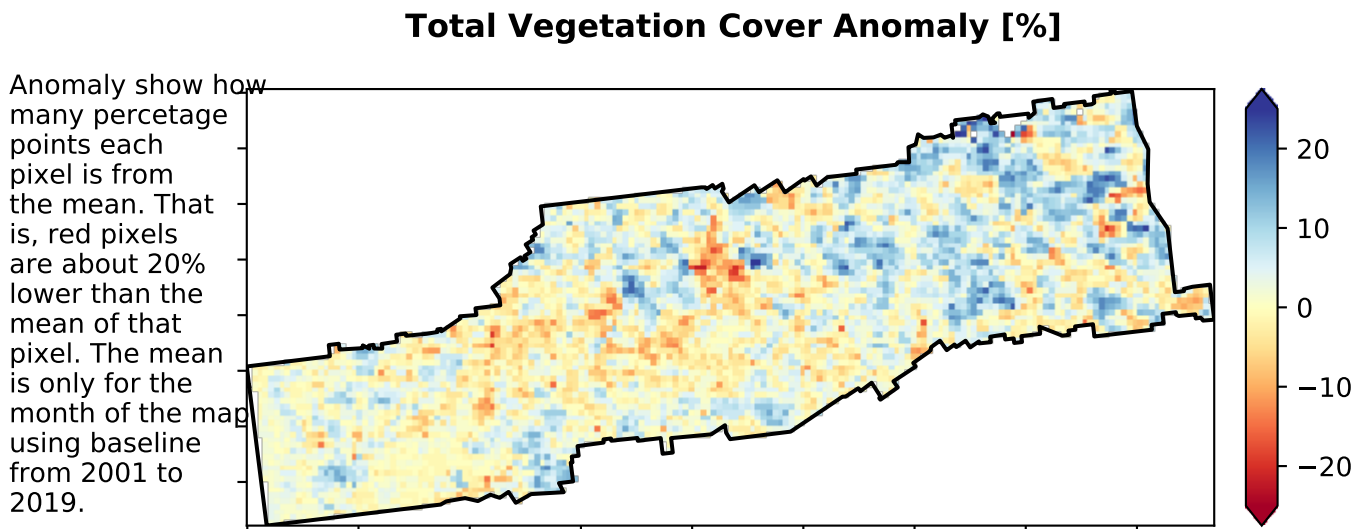 Total Vegetation Cover Anomaly [%]
Anomaly show how
many percetage
points each
pixel is from
the mean. That
is, red pixels
are about 20%
lower than the
mean of that
pixel. The mean
is only for the
month of the map
using baseline
from 2001 to
2019.
20
10
0
−10
−20